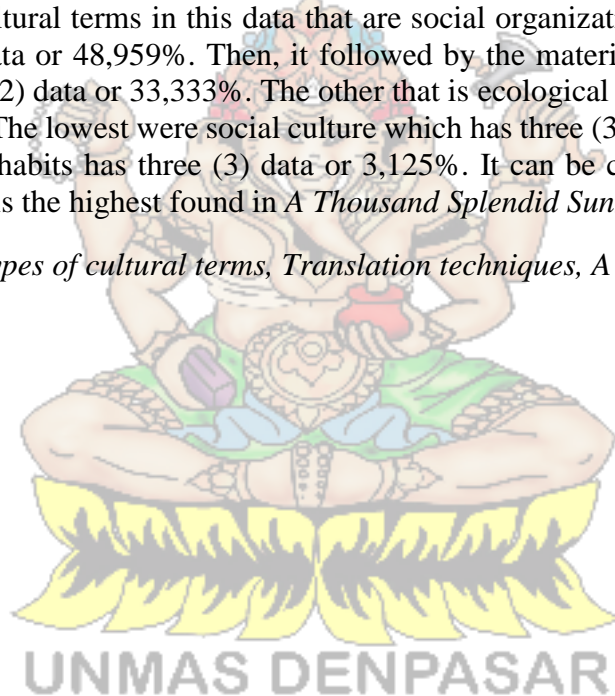 tural terms in this data that are social organizat
ta or 48,959%. Then, it followed by the materi
2) data or 33,333%. The other that is ecological
The lowest were social culture which has three (3
habits has three (3) data or 3,125%. It can be c
s the highest found in A Thousand Splendid Sun
pes of cultural terms, Translation techniques, A
UNMAS DENPASAR